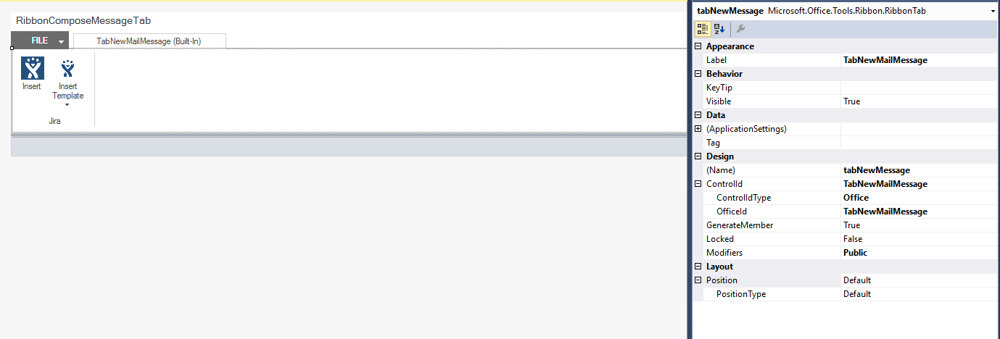 RibbonComposeMessageTab
FILE
TabNewMailMessage (Built-In)
Insert
Insert
Template
Jira
tabNewMessage Microsoft.Office.Tools.Ribbon.RibbonTab
A
Z
Appearance
Label TabNewMailMessage
Behavior
KeyTip
Visible True
Data
(ApplicationSettings)
Tag
Design
(Name) tabNewMessage
ControlId TabNewMailMessage
ControlIdType Office
OfficeId TabNewMailMessage
GenerateMember True
Locked False
Modifiers Public
Layout
Position Default
PositionType Default